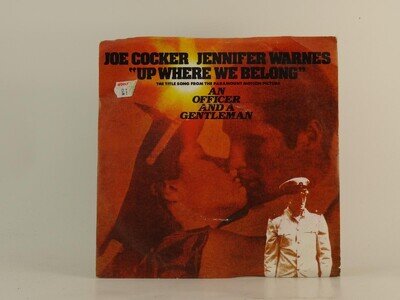 JOE COCKER JENNIFER WARNES
"UP WHERE WE BELONG"
THE TITLE SONG FROM THE PARAMOUNT MOTION PICTURE
AN
OFFICER
AND A
GENTLEMAN